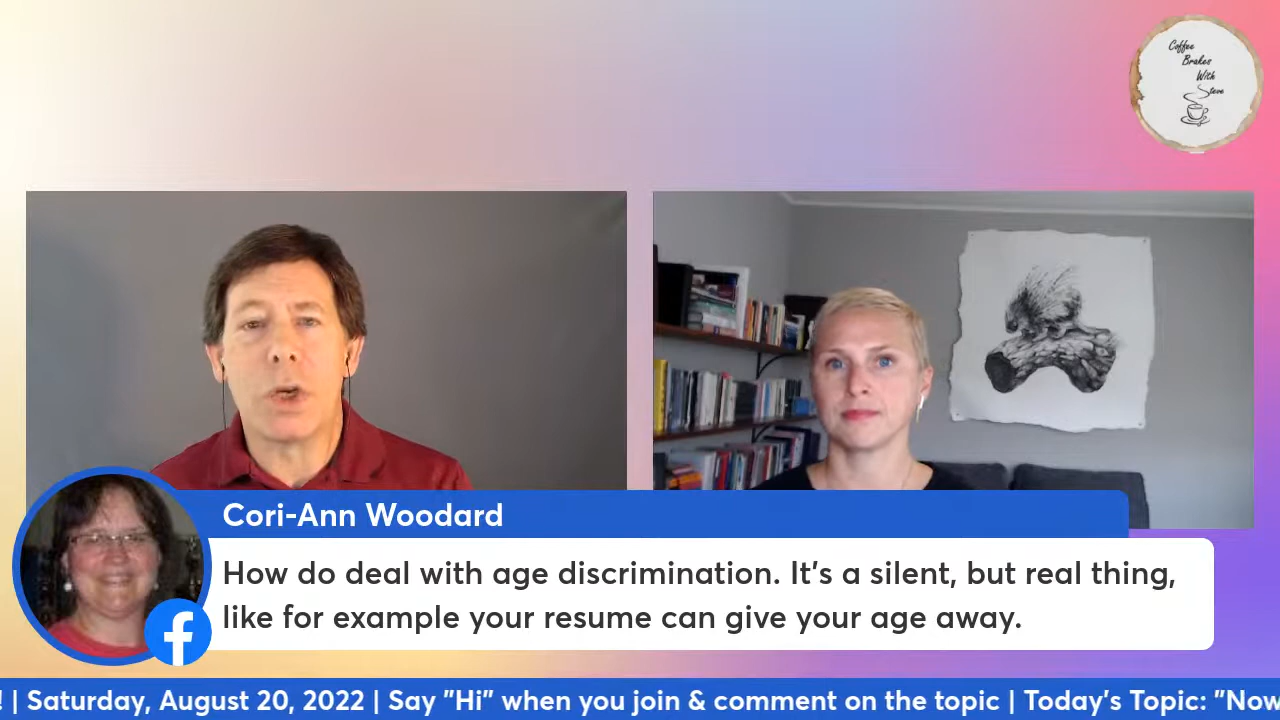 Coffee
Brakes
With
Steve
Cori-Ann Woodard
How do deal with age discrimination. It's a silent, but real thing,
like for example your resume can give your age away.
! | Saturday, August 20, 2022 | Say "Hi" when you join & comment on the topic | Today's Topic: "Now